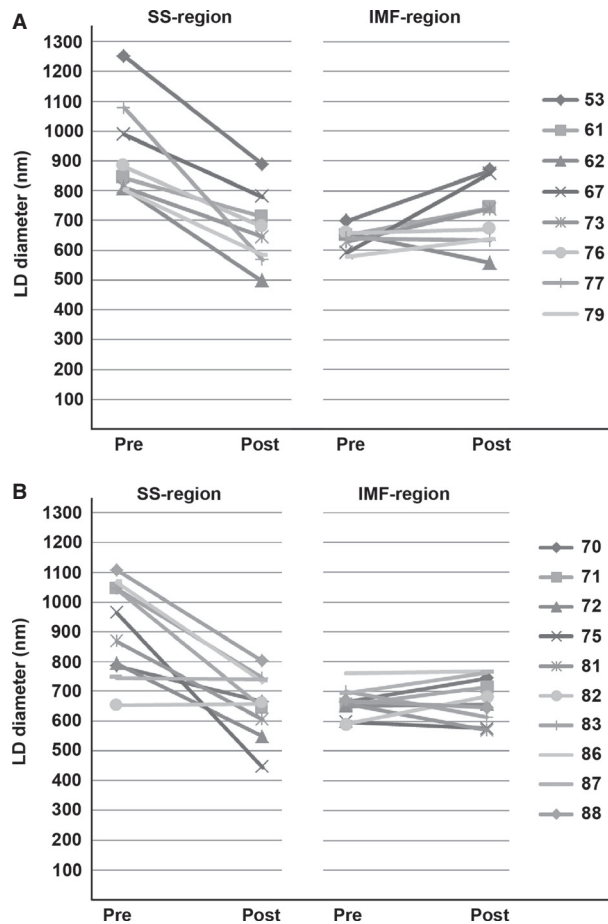 A
SS-region
IMF-region
LD diameter (nm)
1300
1200
1100
1000
900
800
700
600
500
400
300
200
100
Pre
Post
Pre
Post
53
61
62
67
73
76
77
79
B
SS-region
IMF-region
LD diameter (nm)
1300
1200
1100
1000
900
800
700
600
500
400
300
200
100
Pre
Post
Pre
Post
70
71
72
75
81
82
83
86
87
88